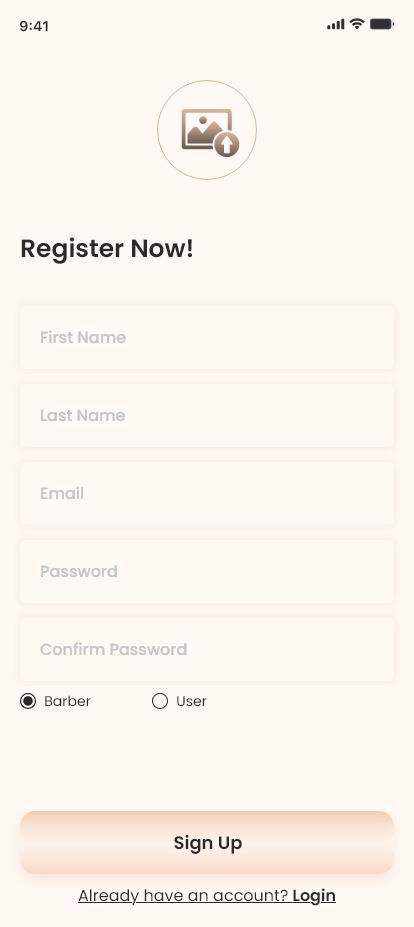 9:41
Register Now!
First Name
Last Name
Email
Password
Confirm Password
Barber
User
Sign Up
Already have an account? Login